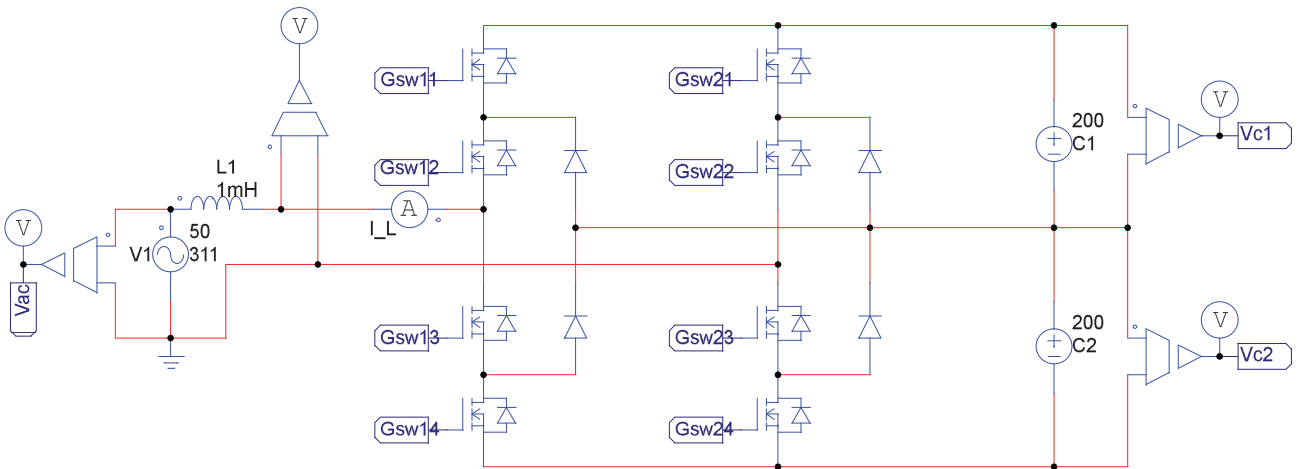 V
Gsw11
Gsw21
V
200
C1
Vc1
Gsw12
Gsw22
L1
1mH
A
I_L
V
50
V1
311
Vac
V
200
C2
Vc2
Gsw13
Gsw23
Gsw14
Gsw24